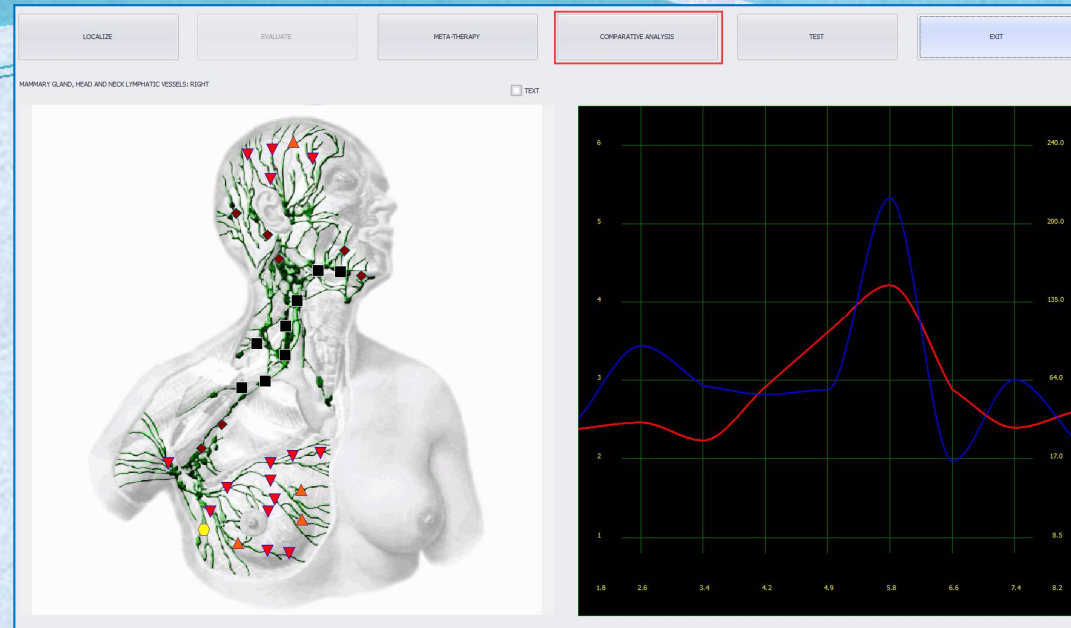 LOCALIZE EVALUATE META-THERAPY COMPARATIVE ANALYSIS TEST EXIT
MAMMARY GLAND, HEAD AND NECK LYMPHATIC VESSELS: RIGHT
TEXT
6 240.0
5 200.0
4 135.0
3 64.0
2 17.0
1 8.5
1.8 2.6 3.4 4.2 4.9 5.8 6.6 7.4 8.2